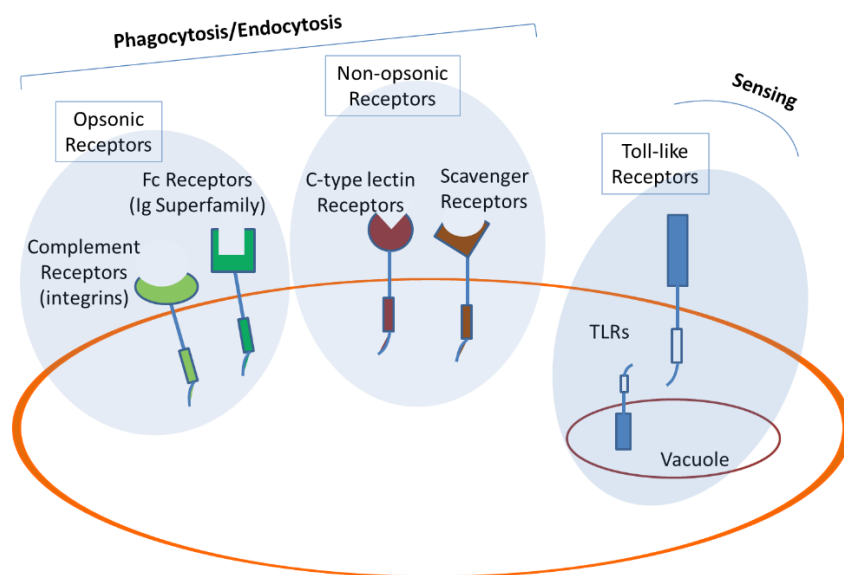 Phagocytosis/Endocytosis
Opsonic
Receptors
Fc Receptors
(Ig Superfamily)
Complement
Receptors
(integrins)
Non-opsonic
Receptors
C-type lectin
Receptors
Scavenger
Receptors
Sensing
Toll-like
Receptors
TLRs
Vacuole